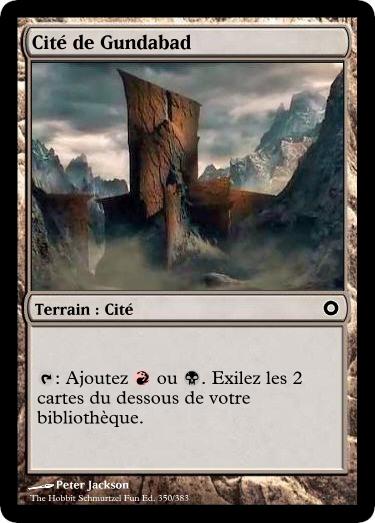 Cité de Gundabad
Terrain : Cité
: Ajoutez ou . Exilez les 2
cartes du dessous de votre
bibliothèque.
Peter Jackson
The Hobbit Schmurtzel Fun Ed. 350/383